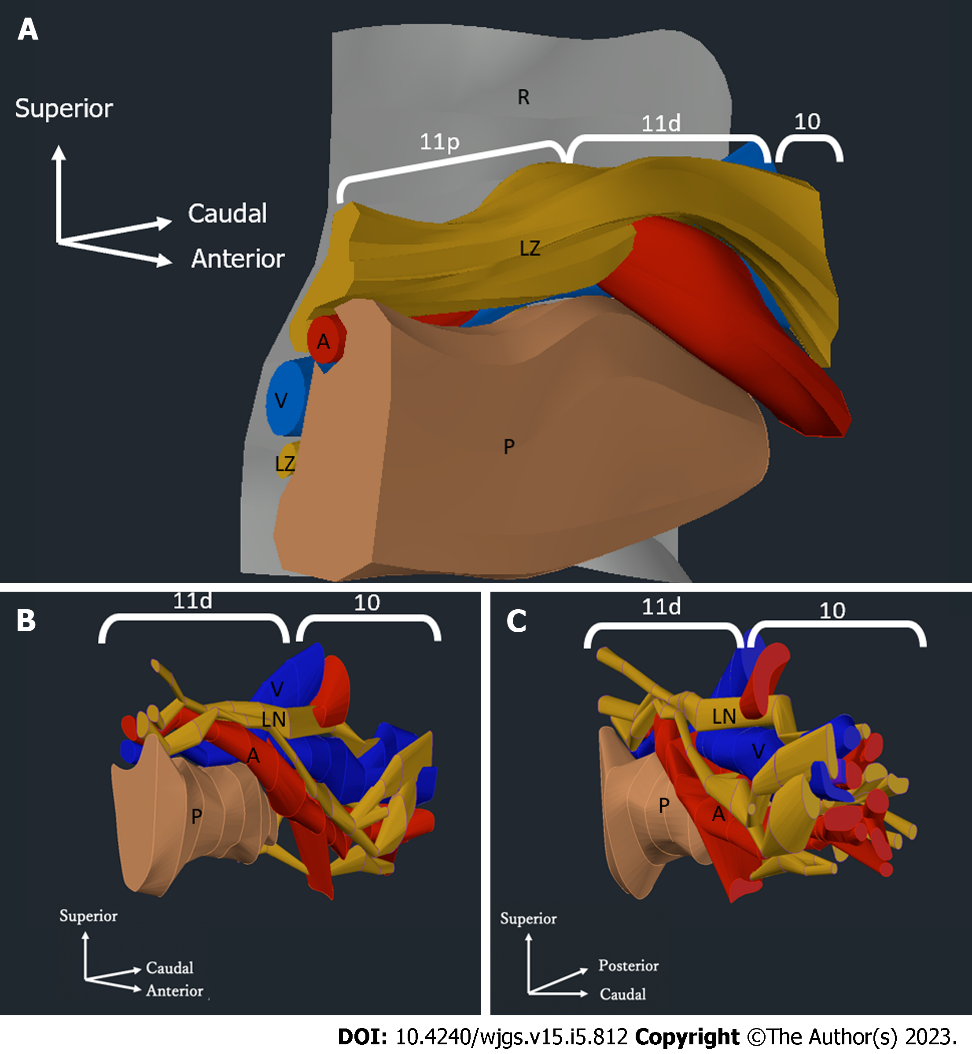 A
Superior
Caudal
Anterior
R
11p
11d
10
LZ
A
V
LZ
P
B
11d
10
V
LN
A
P
Superior
Caudal
Anterior
C
11d
10
LN
V
P
A
Superior
Posterior
Caudal
DOI: 10.4240/wjgs.v15.i5.812 Copyright ©The Author(s) 2023.